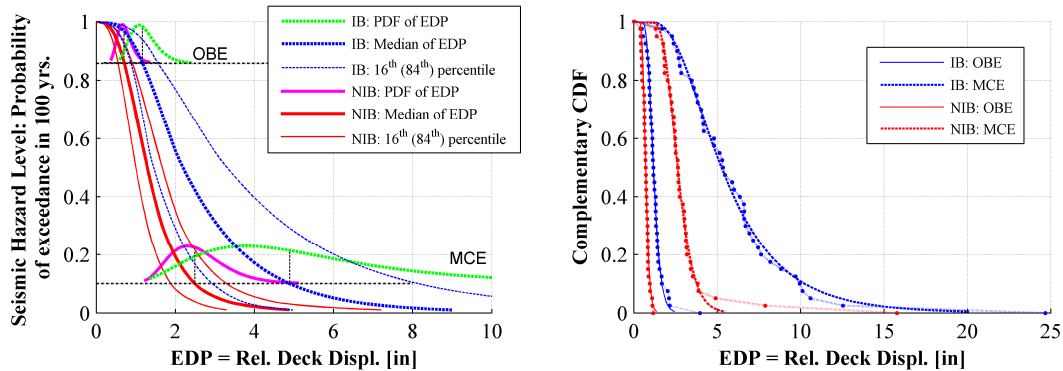 Seismic Hazard Level: Probability
of exceedance in 100 yrs.
1
0.8
0.6
0.4
0.2
0
0
2
4
6
8
10
EDP = Rel. Deck Displ. [in]
OBE
MCE
IB: PDF of EDP
IB: Median of EDP
IB: 16th (84th) percentile
NIB: PDF of EDP
NIB: Median of EDP
NIB: 16th (84th) percentile
Complementary CDF
1
0.8
0.6
0.4
0.2
0
0
5
10
15
20
25
EDP = Rel. Deck Displ. [in]
IB: OBE
IB: MCE
NIB: OBE
NIB: MCE